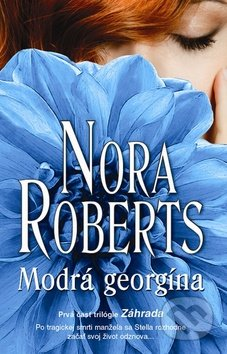 NORA
ROBERTS
Modrá georgína
Prvá časť trilógie Záhrada
Po tragickej smrti manžela sa Stella rozhodne
začať svoj život odznova...
martinus